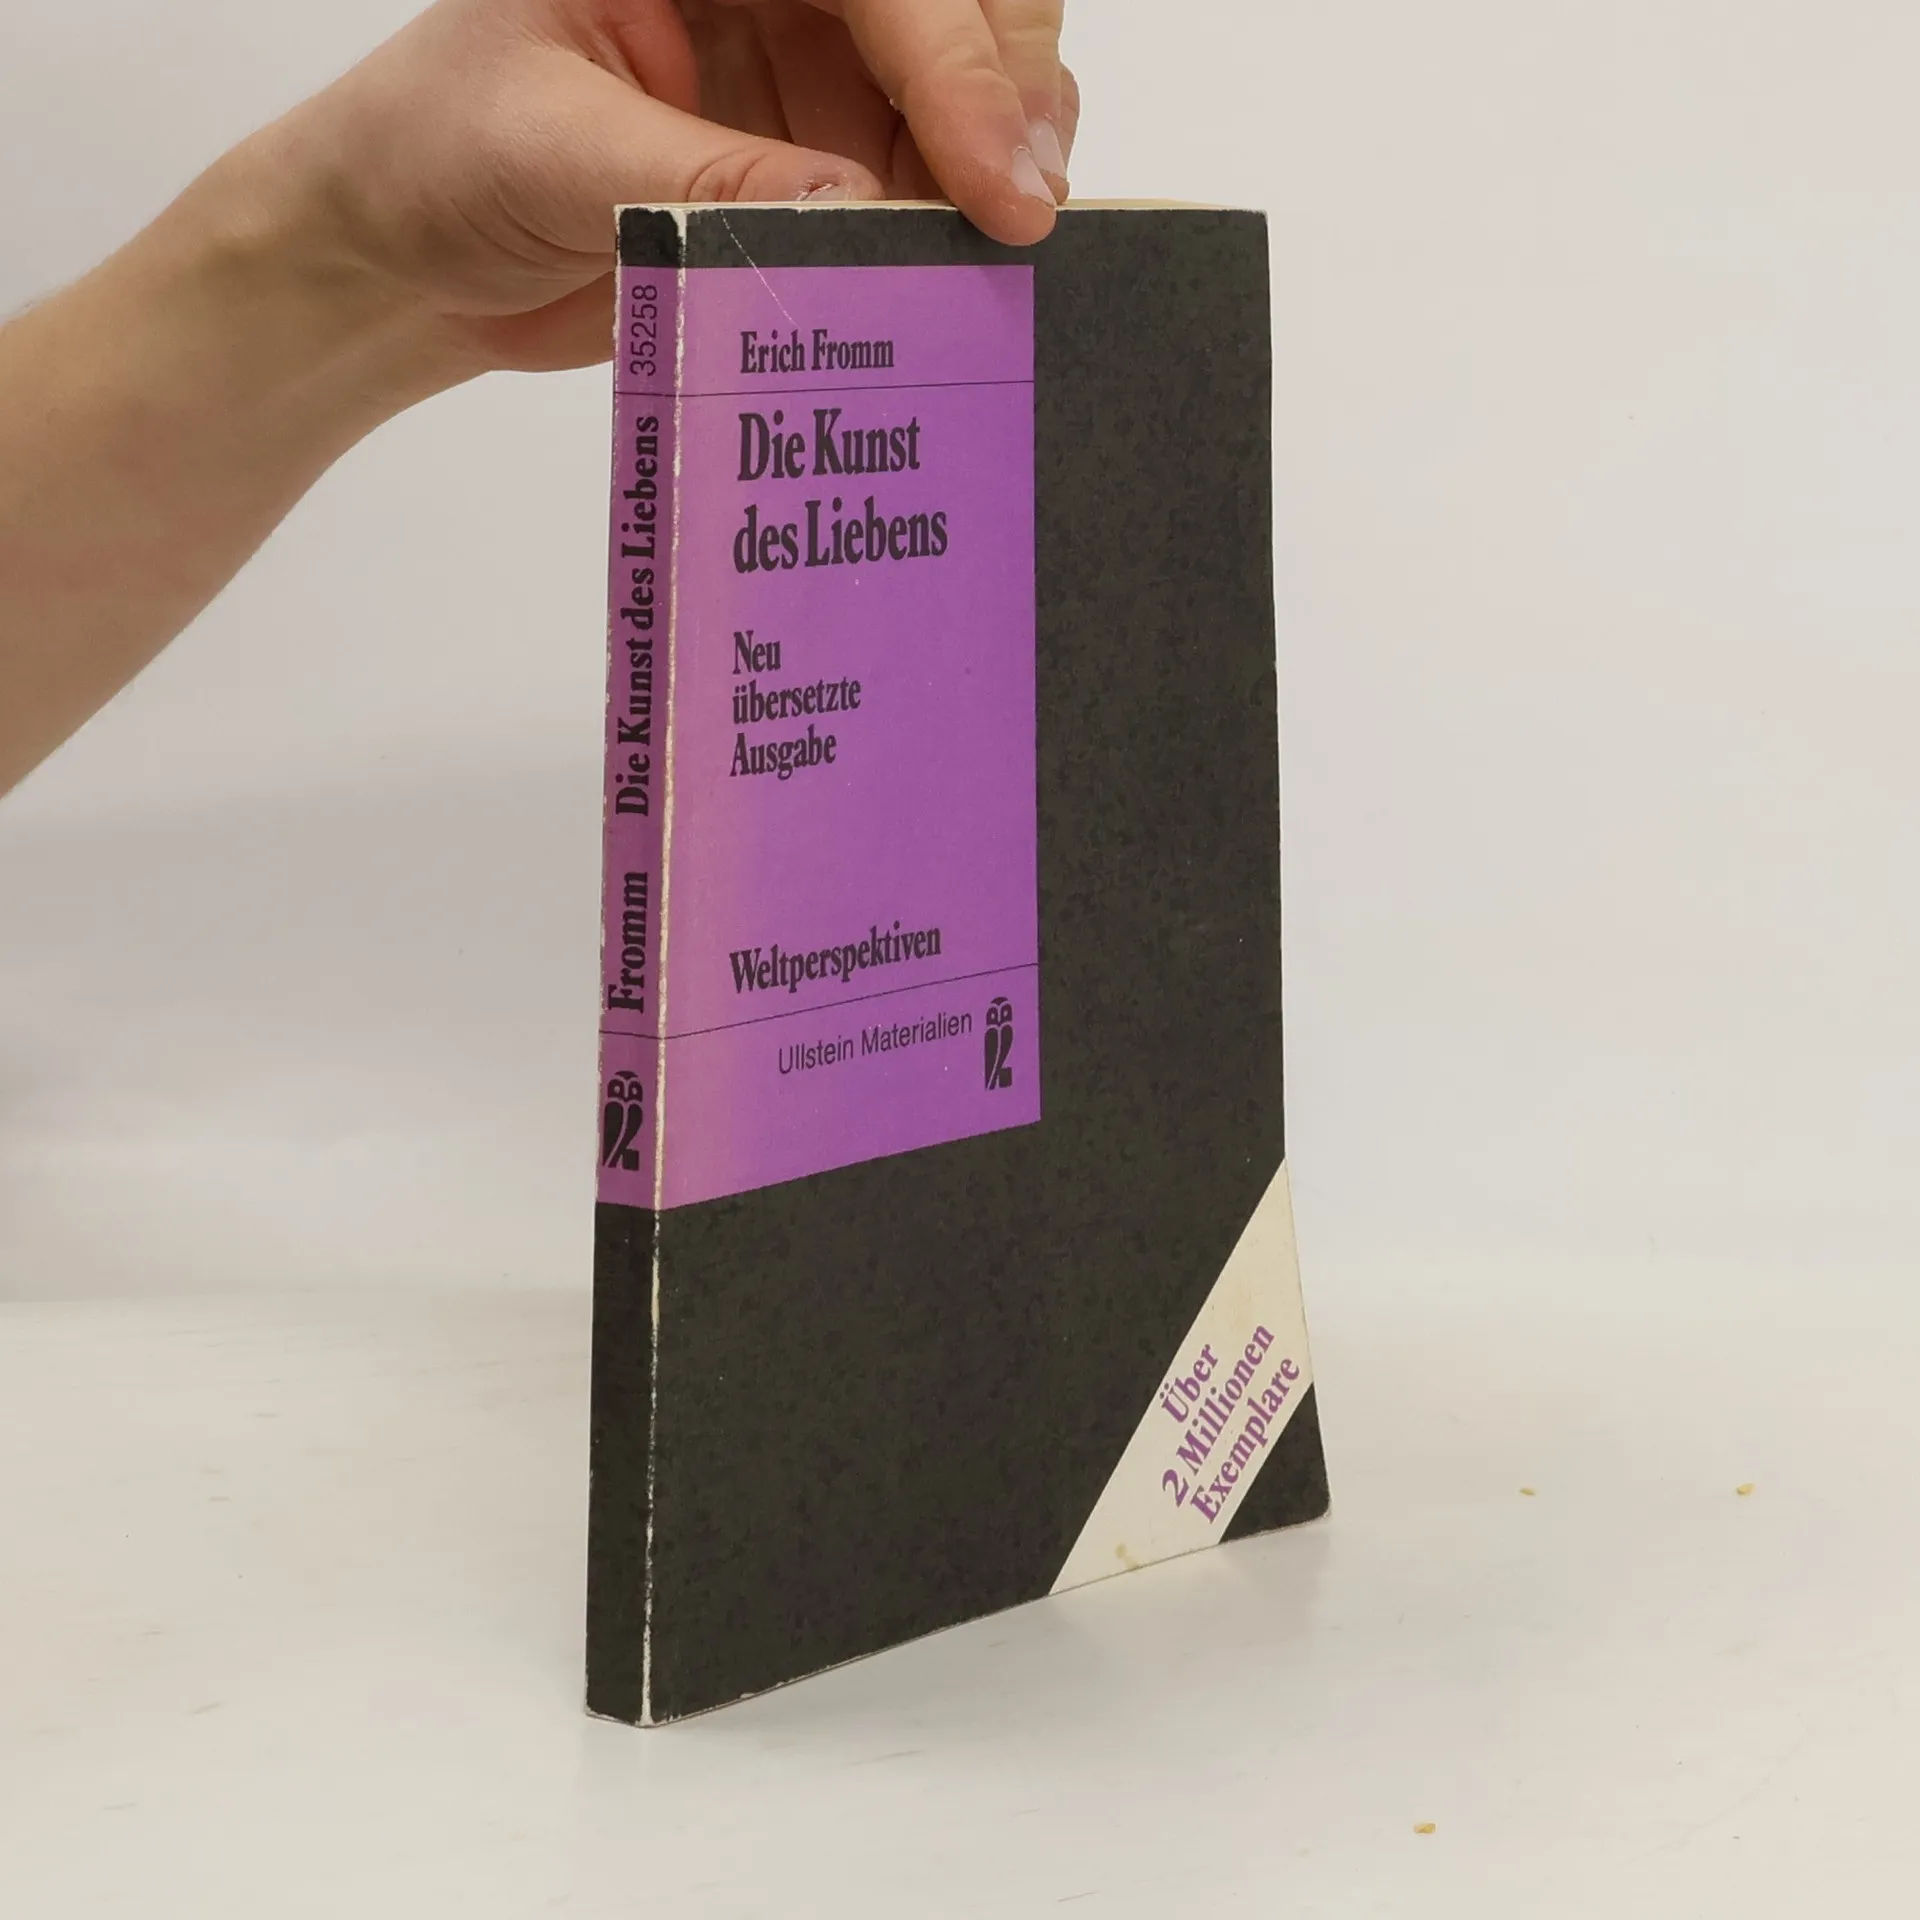 35258
Fromm Die Kunst des Liebens
Erich Fromm
Die Kunst
des Liebens
Neu
übersetzte
Ausgabe
Weltperspektiven
Ullstein Materialien
Über
2 Millionen
Exemplare